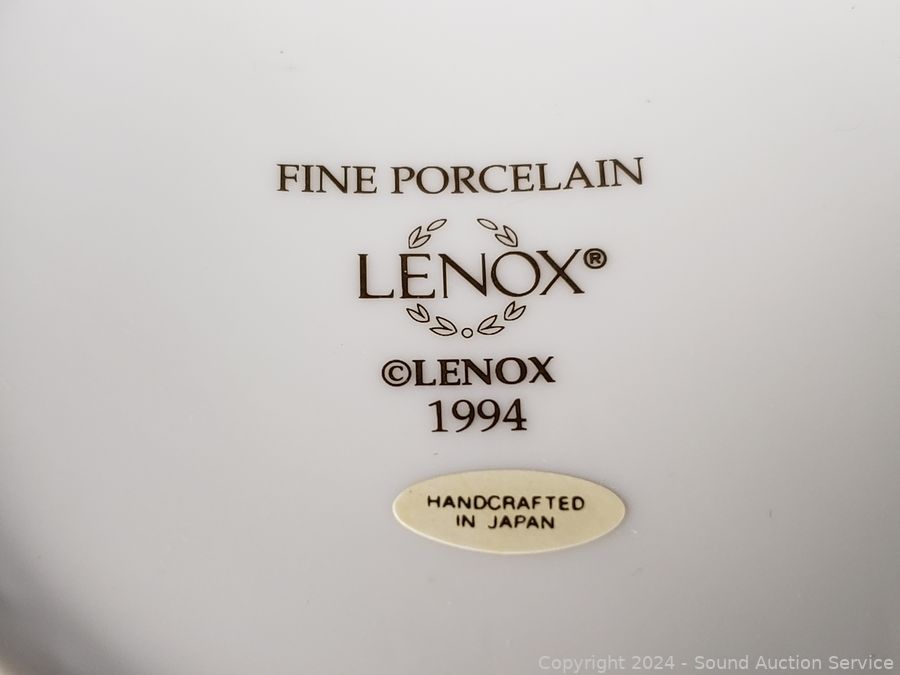 FINE PORCELAIN
LENOX®
©LENOX
1994
HANDCRAFTED
IN JAPAN
Copyright 2024 - Sound Auction Service